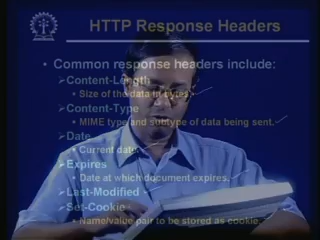 HTTP Response Headers
• Common response headers include:
Content-Length
• Size of the data in bytes.
Content-Type
• MIME type and subtype of data being sent.
Date
• Current date.
Expires
• Date at which document expires.
Last-Modified
Set-Cookie
• Name/value pair to be stored as cookie.